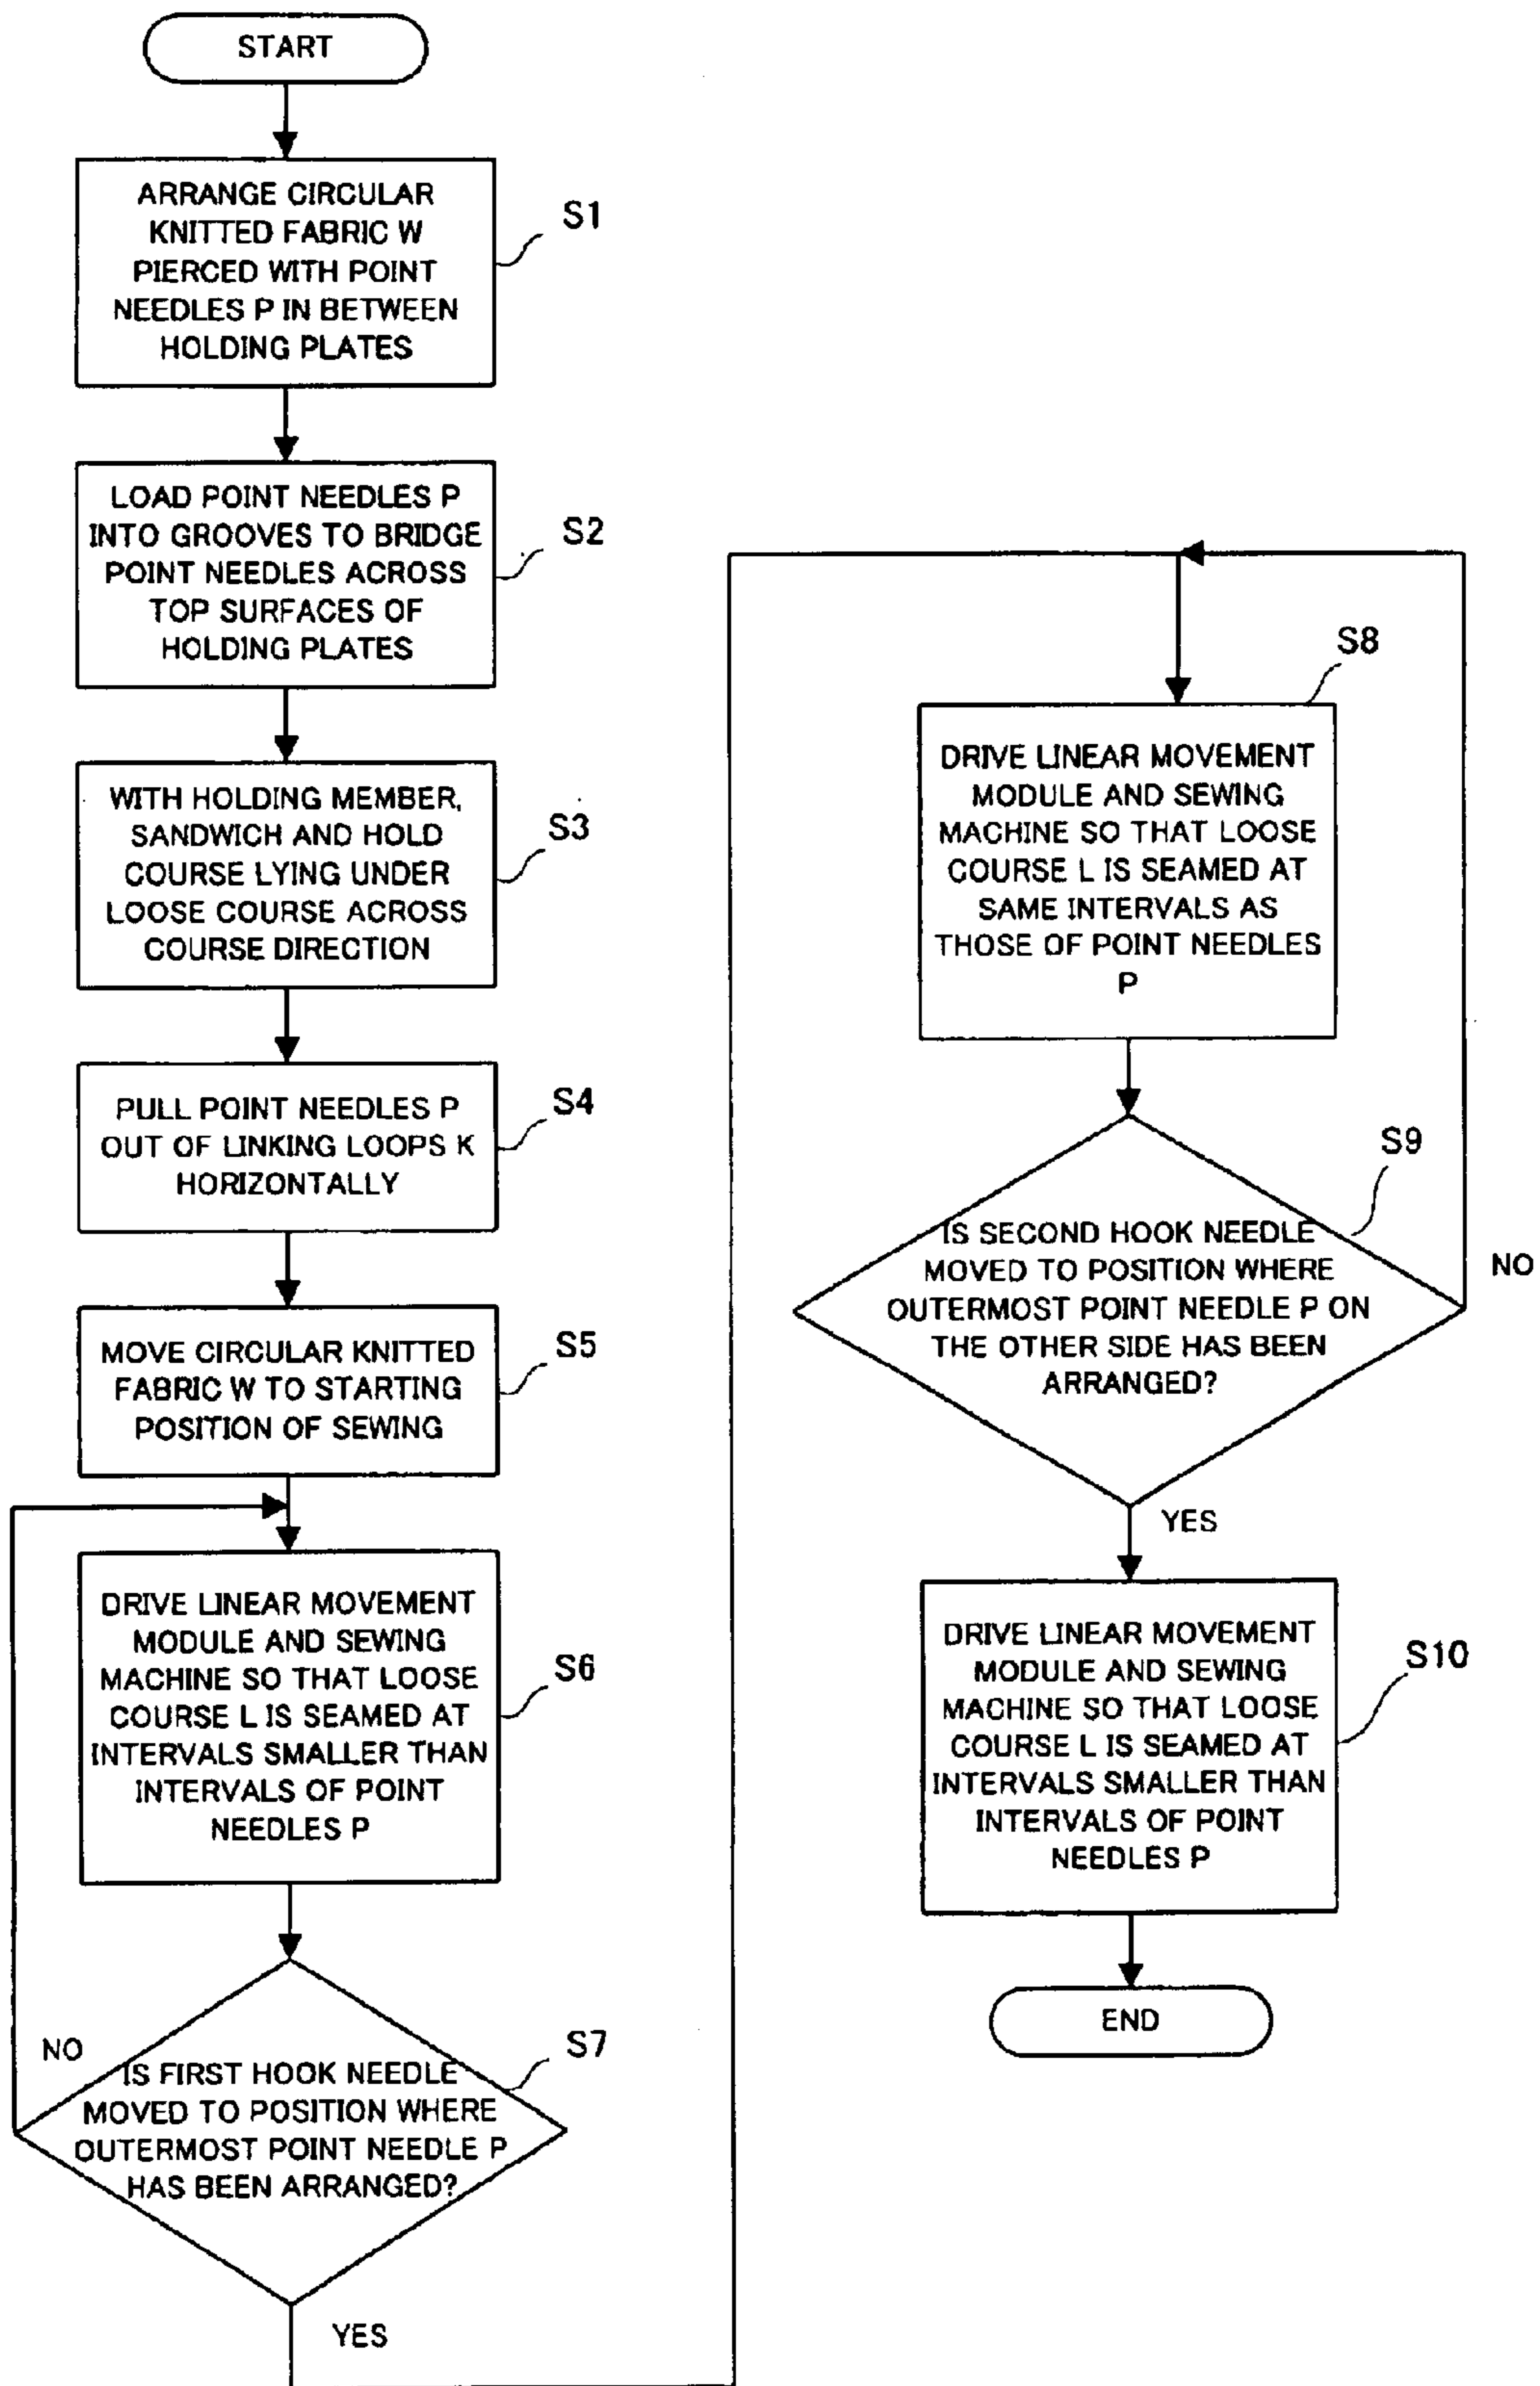 START
ARRANGE CIRCULAR
KNITTED FABRIC W
PIERCED WITH POINT
NEEDLES P IN BETWEEN
HOLDING PLATES
S1
LOAD POINT NEEDLES P
INTO GROOVES TO BRIDGE
POINT NEEDLES ACROSS
TOP SURFACES OF
HOLDING PLATES
S2
WITH HOLDING MEMBER,
SANDWICH AND HOLD
COURSE LYING UNDER
LOOSE COURSE ACROSS
COURSE DIRECTION
S3
PULL POINT NEEDLES P
OUT OF LINKING LOOPS K
HORIZONTALLY
S4
MOVE CIRCULAR KNITTED
FABRIC W TO STARTING
POSITION OF SEWING
S5
DRIVE LINEAR MOVEMENT
MODULE AND SEWING
MACHINE SO THAT LOOSE
COURSE L IS SEAMED AT
INTERVALS SMALLER THAN
INTERVALS OF POINT
NEEDLES P
S6
IS FIRST HOOK NEEDLE
MOVED TO POSITION WHERE
OUTERMOST POINT NEEDLE P
HAS BEEN ARRANGED?
S7
NO
YES
DRIVE LINEAR MOVEMENT
MODULE AND SEWING
MACHINE SO THAT LOOSE
COURSE L IS SEAMED AT
SAME INTERVALS AS
THOSE OF POINT NEEDLES
P
S8
IS SECOND HOOK NEEDLE
MOVED TO POSITION WHERE
OUTERMOST POINT NEEDLE P ON
THE OTHER SIDE HAS BEEN
ARRANGED?
S9
NO
YES
DRIVE LINEAR MOVEMENT
MODULE AND SEWING
MACHINE SO THAT LOOSE
COURSE L IS SEAMED AT
INTERVALS SMALLER THAN
INTERVALS OF POINT
NEEDLES P
S10
END